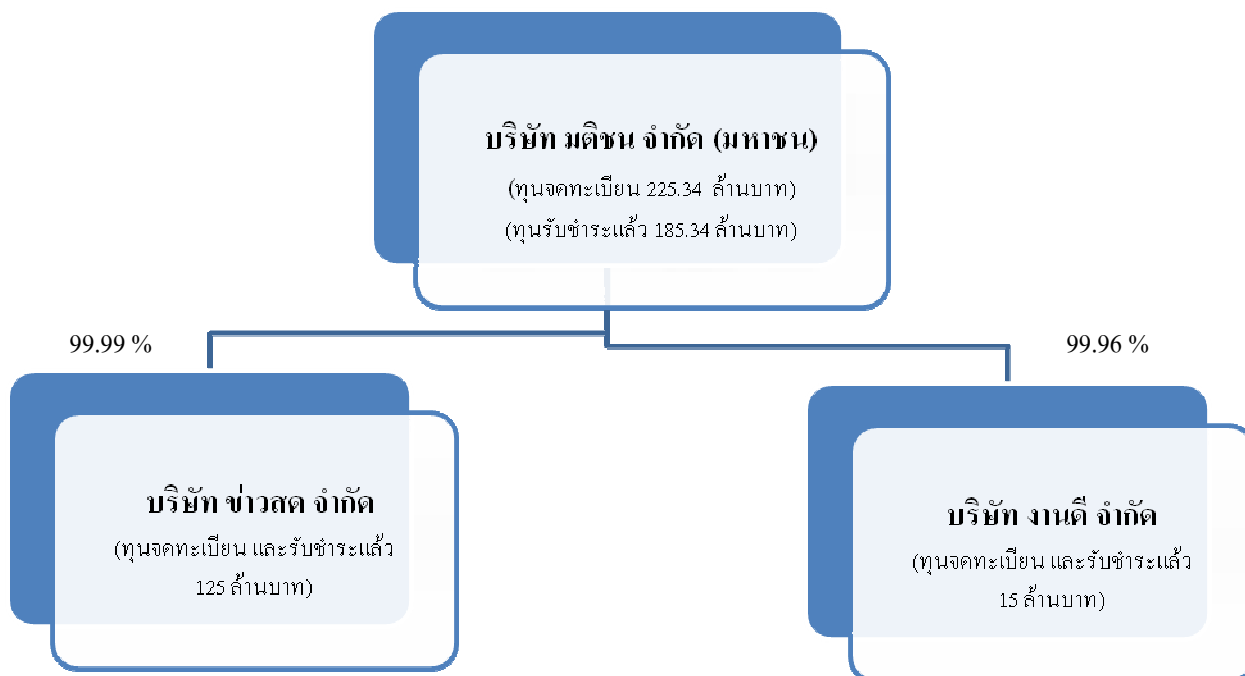 บริษัท มติชน จำกัด (มหาชน)
(ทุนจดทะเบียน 225.34 ล้านบาท)
(ทุนรับชำระแล้ว 185.34 ล้านบาท)
99.99 %
99.96 %
บริษัท ข่าวสด จำกัด
(ทุนจดทะเบียน และรับชำระแล้ว
125 ล้านบาท)
บริษัท งานดี จำกัด
(ทุนจดทะเบียน และรับชำระแล้ว
15 ล้านบาท)